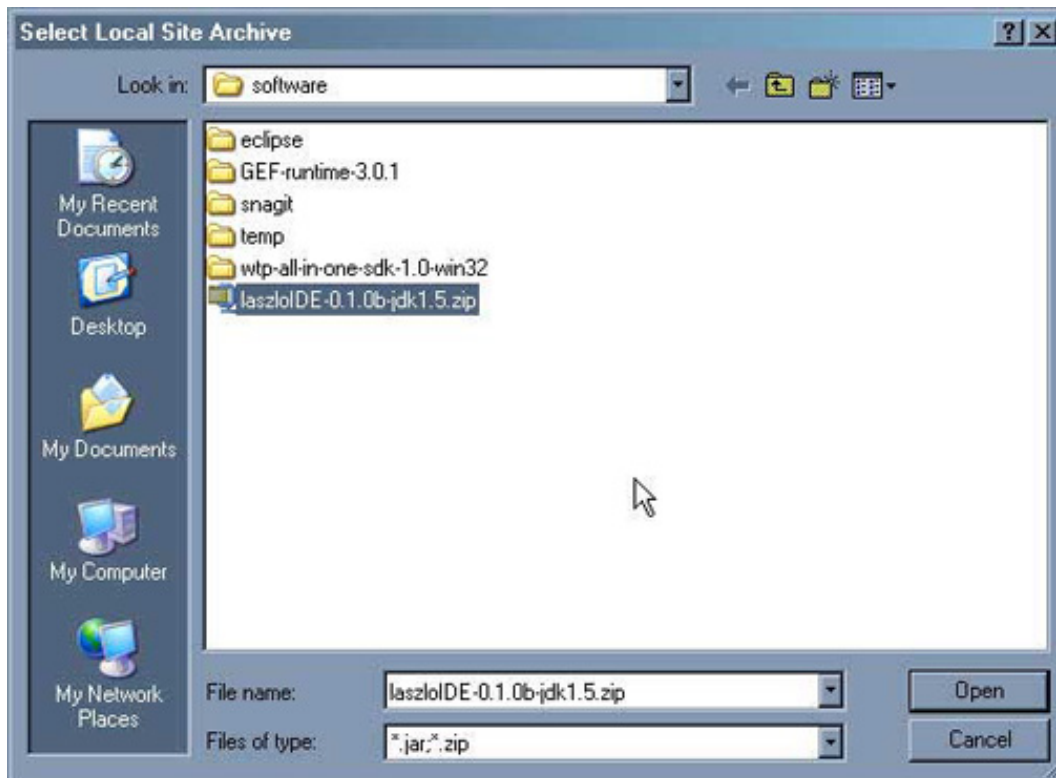 Select Local Site Archive
Look in:
software
My Recent
Documents
Desktop
My Documents
My Computer
My Network
Places
eclipse
GEF-runtime-3.0.1
snagit
temp
wtp-all-in-one-sdk-1.0-win32
laszloIDE-0.1.0b-jdk1.5.zip
File name:
laszloIDE-0.1.0b-jdk1.5.zip
Open
Files of type:
*.jar;*.zip
Cancel